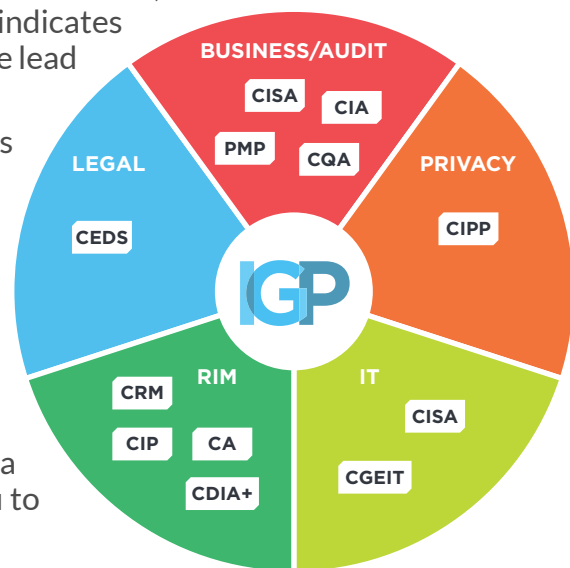 indicates
e lead
s
a
to
BUSINESS/AUDIT
CISA
CIA
PMP
CQA
LEGAL
CEDS
PRIVACY
CIPP
IGP
RIM
CRM
CIP
CA
CDIA+
IT
CISA
CGEIT